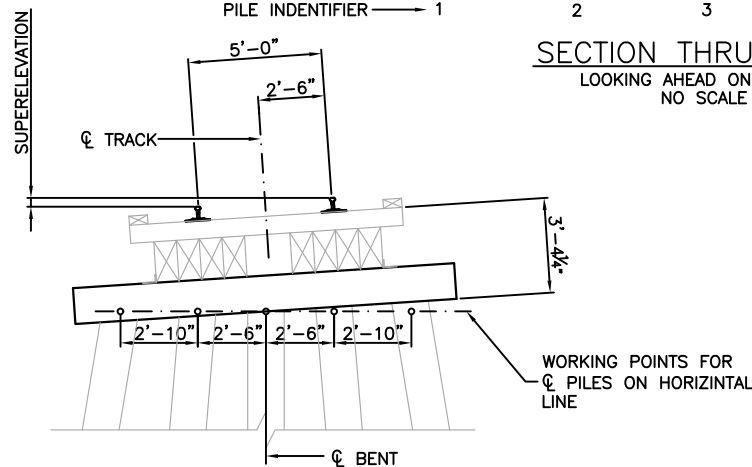 PILE INDENTIFIER 1 2 3
SUPERELEVATION
5'-0"
2'-6"
SECTION THRU
LOOKING AHEAD ON
NO SCALE
℄ TRACK
3'-4¼"
2'-10" 2'-6" 2'-6" 2'-10"
WORKING POINTS FOR
℄ PILES ON HORIZINTAL
LINE
℄ BENT